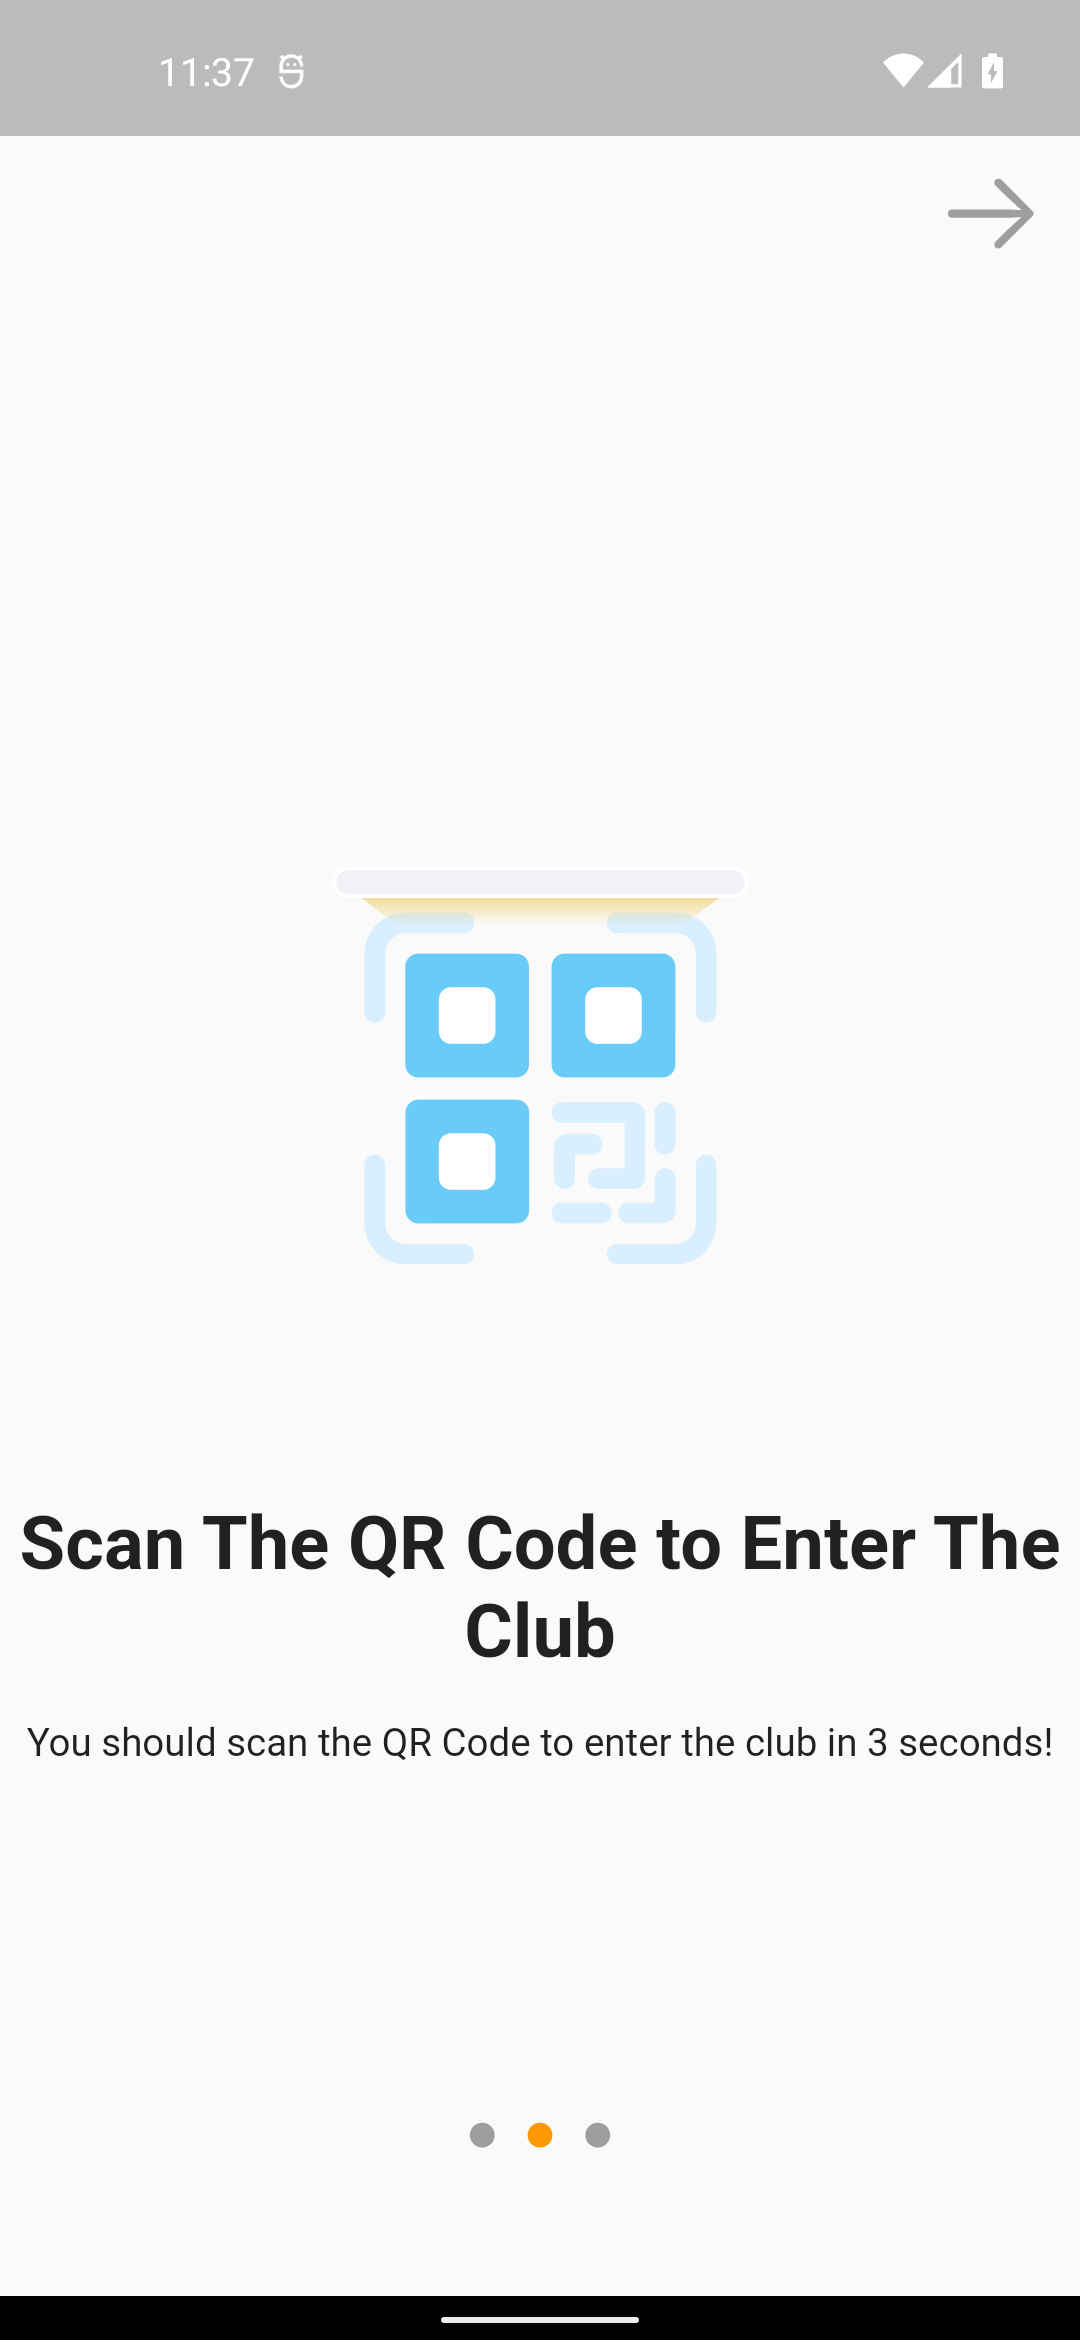 11:37
Scan The QR Code to Enter The
Club
You should scan the QR Code to enter the club in 3 seconds!